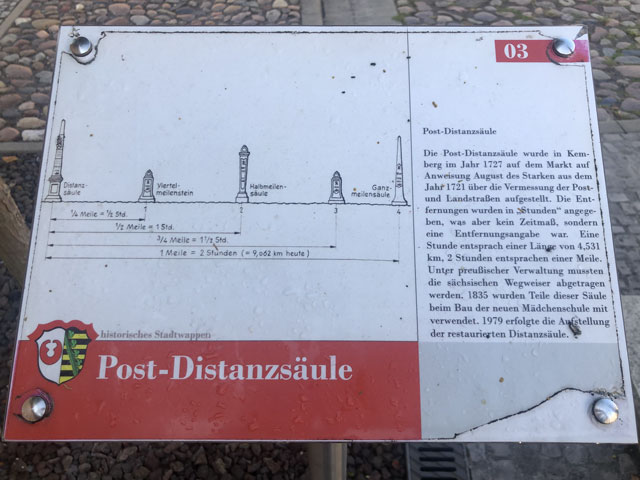 03
Distanz-
säule
Viertel-
meilenstein
Halbmeilen-
säule
Ganz-
meilensäule
2
3
4
¼ Meile = ½ Std.
½ Meile = 1 Std.
¾ Meile = 1½ Std.
1 Meile = 2 Stunden (= 9,062 km heute)
historisches Stadtwappen
Post-Distanzsäule
Post-Distanzsäule
Die Post-Distanzsäule wurde in Kem-
berg im Jahr 1727 auf dem Markt auf
Anweisung August des Starken aus dem
Jahr 1721 über die Vermessung der Post-
und Landstraßen aufgestellt. Die Ent-
fernungen wurden in „Stunden“ angege-
ben, was aber kein Zeitmaß, sondern
eine Entfernungsangabe war. Eine
Stunde entsprach einer Länge von 4,531
km, 2 Stunden entsprachen einer Meile.
Unter preußischer Verwaltung mussten
die sächsischen Wegweiser abgetragen
werden. 1835 wurden Teile dieser Säule
beim Bau der neuen Mädchenschule mit
verwendet. 1979 erfolgte die Aufstellung
der restaurierten Distanzsäule.